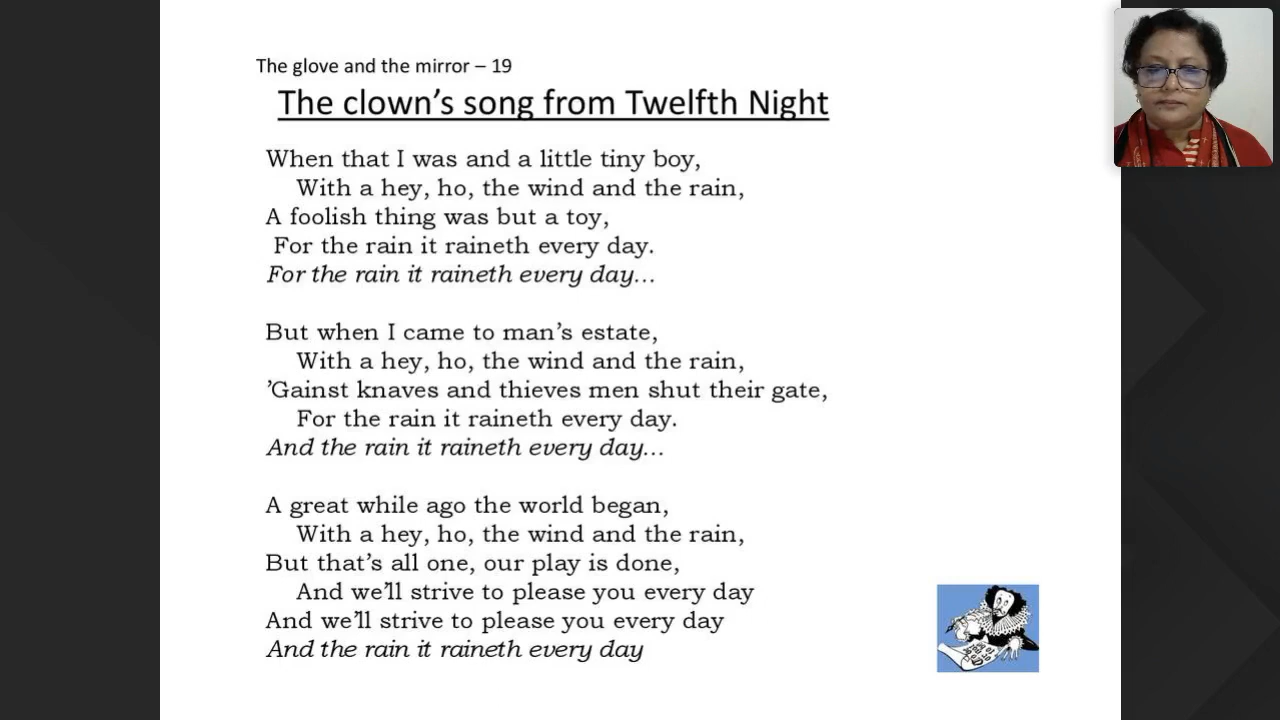 The glove and the mirror – 19
The clown’s song from Twelfth Night
When that I was and a little tiny boy,
With a hey, ho, the wind and the rain,
A foolish thing was but a toy,
For the rain it raineth every day.
For the rain it raineth every day…
But when I came to man’s estate,
With a hey, ho, the wind and the rain,
’Gainst knaves and thieves men shut their gate,
For the rain it raineth every day.
And the rain it raineth every day…
A great while ago the world began,
With a hey, ho, the wind and the rain,
But that’s all one, our play is done,
And we’ll strive to please you every day
And we’ll strive to please you every day
And the rain it raineth every day